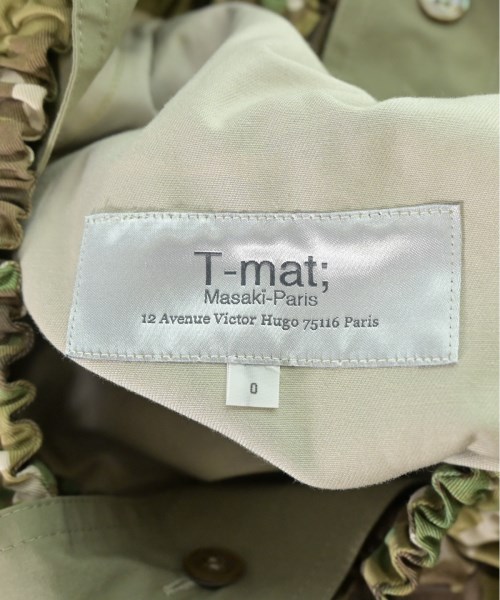 T-mat;
Masaki-Paris
12 Avenue Victor Hugo 75116 Paris
0